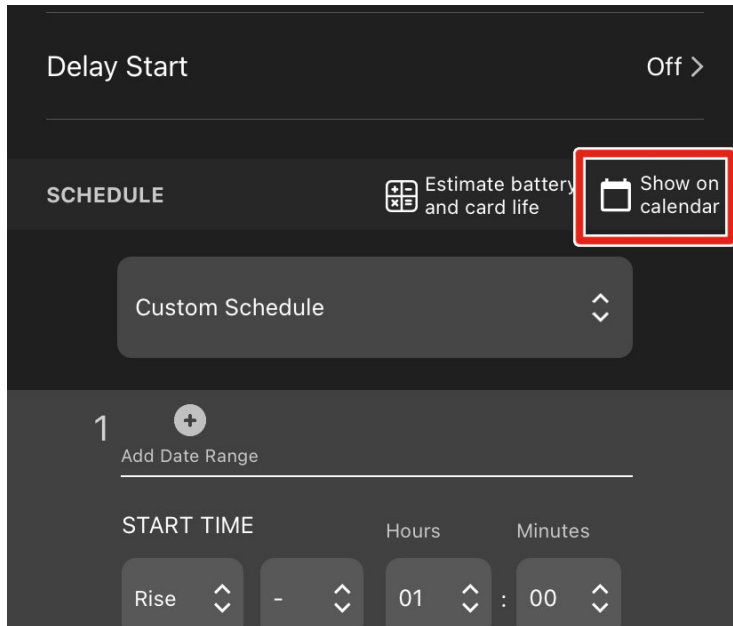 Delay Start Off >
SCHEDULE Estimate battery and card life Show on calendar
Custom Schedule
1
Add Date Range
START TIME Hours Minutes
Rise - 01 : 00